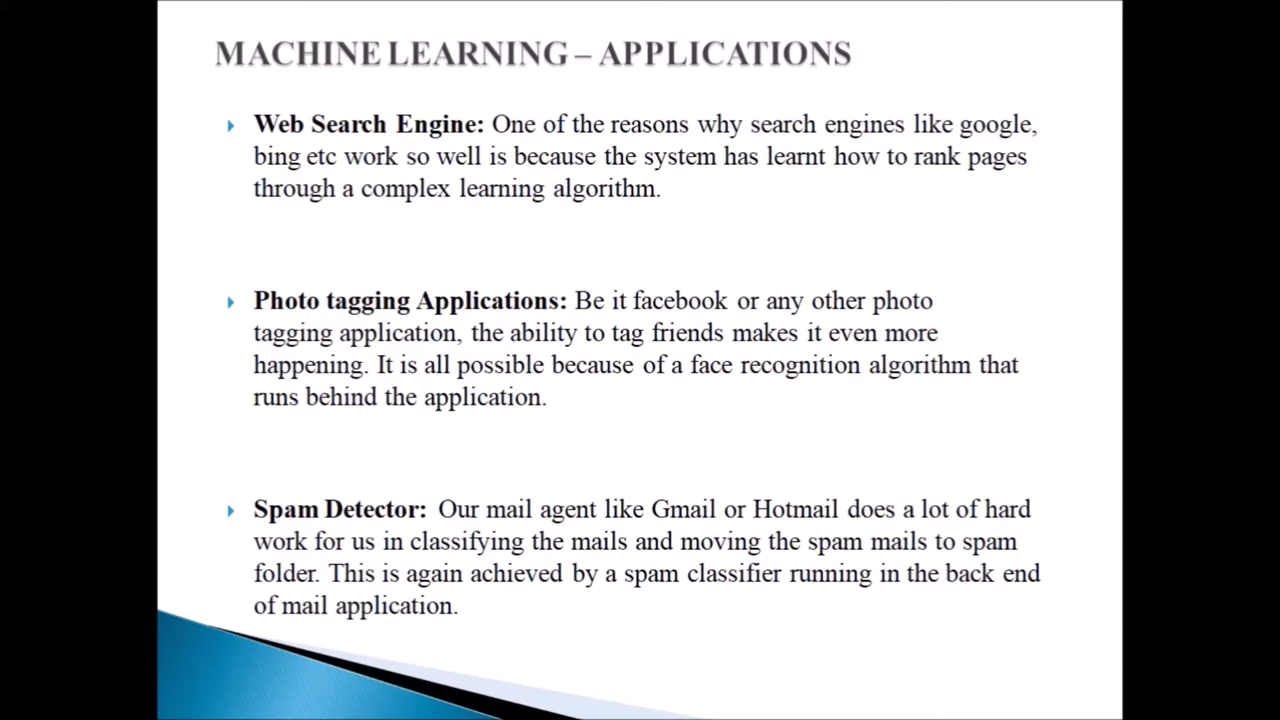 MACHINE LEARNING – APPLICATIONS
Web Search Engine: One of the reasons why search engines like google,
bing etc work so well is because the system has learnt how to rank pages
through a complex learning algorithm.
Photo tagging Applications: Be it facebook or any other photo
tagging application, the ability to tag friends makes it even more
happening. It is all possible because of a face recognition algorithm that
runs behind the application.
Spam Detector: Our mail agent like Gmail or Hotmail does a lot of hard
work for us in classifying the mails and moving the spam mails to spam
folder. This is again achieved by a spam classifier running in the back end
of mail application.